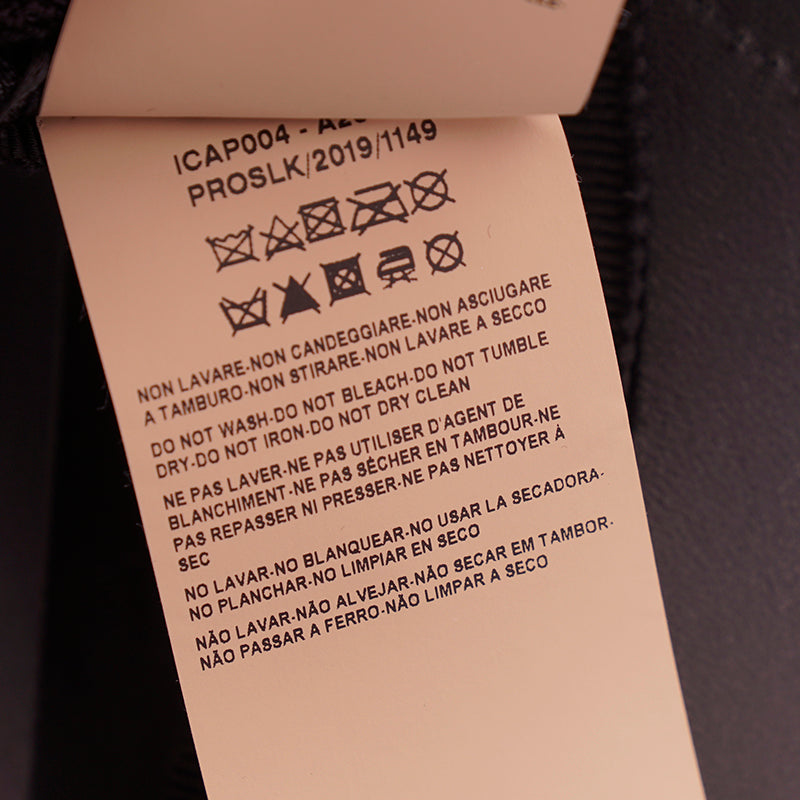 ICAP004 -
PROSLK/2019/1149
NON LAVARE-NON CANDEGGIARE-NON ASCIUGARE
A TAMBURO-NON STIRARE-NON LAVARE A SECCO
DO NOT WASH-DO NOT BLEACH-DO NOT TUMBLE
DRY-DO NOT IRON-DO NOT DRY CLEAN
NE PAS LAVER-NE PAS UTILISER D'AGENT DE
BLANCHIMENT-NE PAS SÉCHER EN TAMBOUR-NE
PAS REPASSER NI PRESSER-NE PAS NETTOYER À
SEC
NO LAVAR-NO BLANQUEAR-NO USAR LA SECADORA-
NO PLANCHAR-NO LIMPIAR EN SECO
NÃO LAVAR-NÃO ALVEJAR-NÃO SECAR EM TAMBOR-
NÃO PASSAR A FERRO-NÃO LIMPAR A SECO